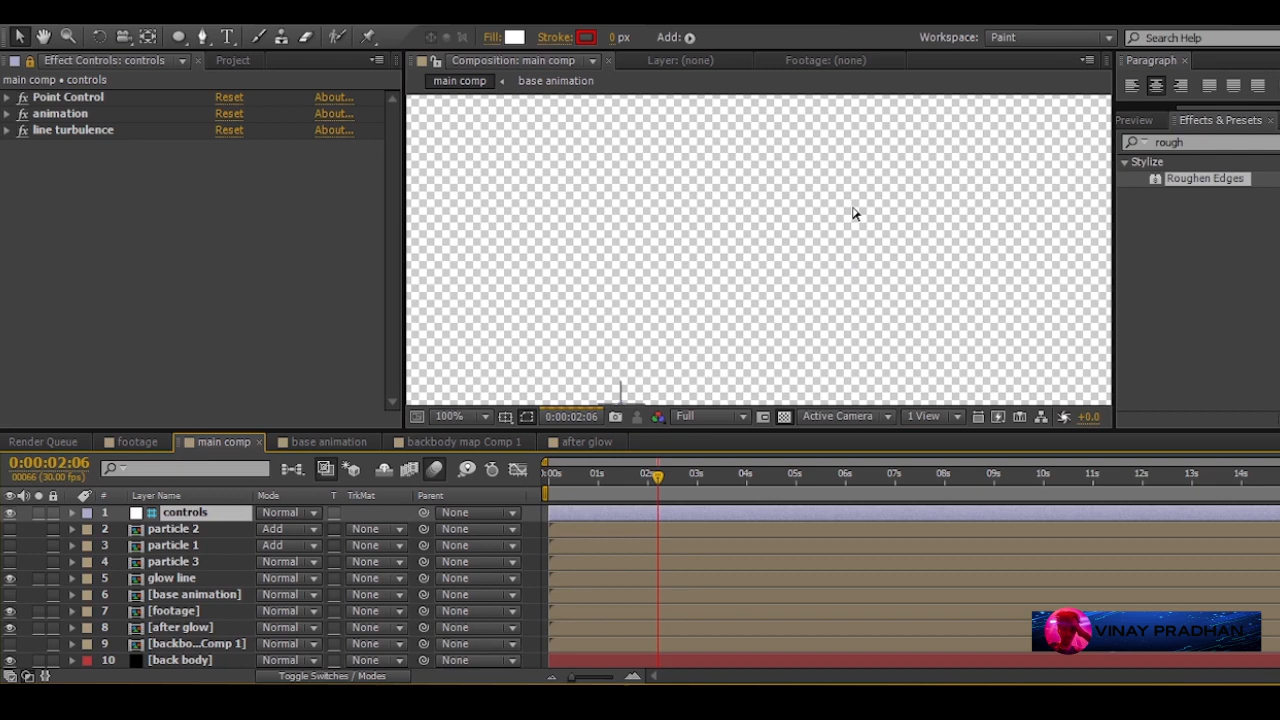 Fill: Stroke: 0 px Add: Workspace: Paint Search Help
Effect Controls: controls Project Composition: main comp Layer: (none) Footage: (none) Paragraph
main comp • controls main comp base animation
fx Point Control Reset About...
fx animation Reset About...
fx line turbulence Reset About...
Preview Effects & Presets
rough
Stylize
Roughen Edges
100% 0:00:02:06 Full Active Camera 1 View +0.0
Render Queue footage main comp base animation backbody map Comp 1 after glow
0:00:02:06
00066 (30.00 fps)
:00s 01s 02s 03s 04s 05s 06s 07s 08s 09s 10s 11s 12s 13s 14s
# Layer Name Mode T TrkMat Parent
1 controls Normal None
2 particle 2 Add None None
3 particle 1 Add None None
4 particle 3 Normal None None
5 glow line Normal None None
6 [base animation] Normal None None
7 [footage] Normal None None
8 [after glow] Normal None None
9 [backbo...Comp 1] Normal None None
10 [back body] Normal None None
Toggle Switches / Modes
VINAY PRADHAN